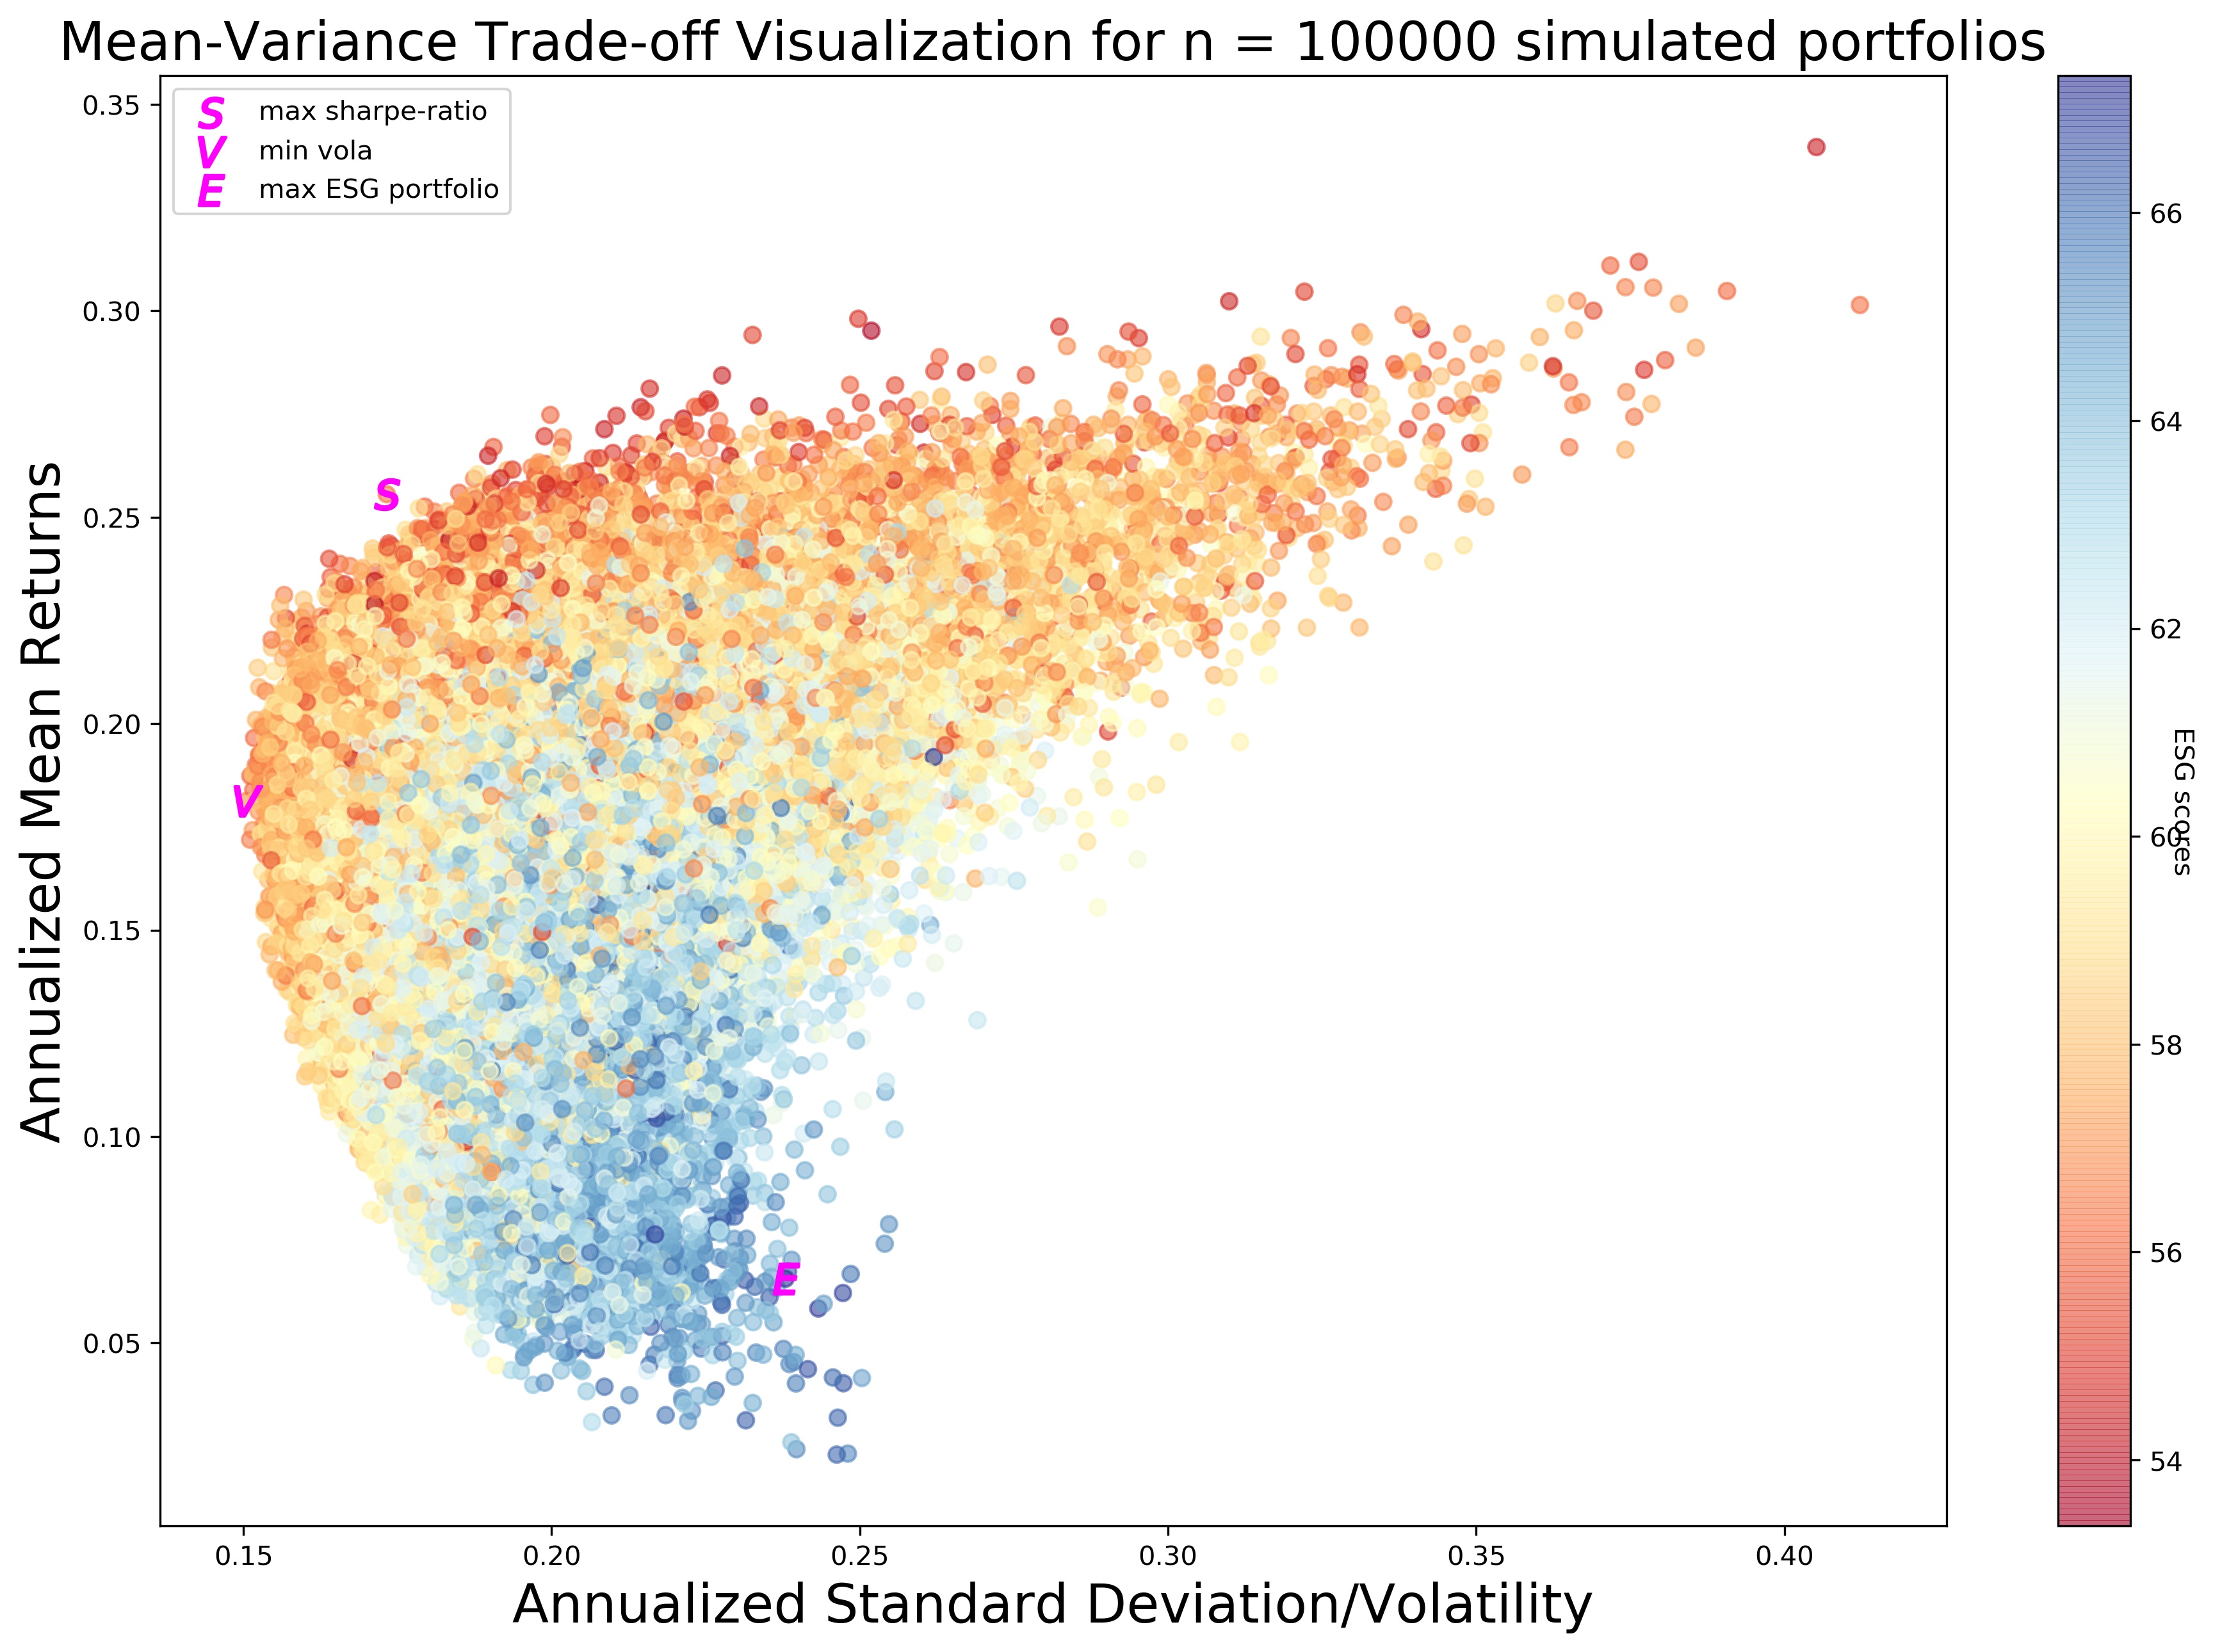 Mean-Variance Trade-off Visualization for n = 100000 simulated portfolios
S max sharpe-ratio
V min vola
E max ESG portfolio
0.35
0.30
0.25
0.20
0.15
0.10
0.05
Annualized Mean Returns
S
V
E
0.15 0.20 0.25 0.30 0.35 0.40
Annualized Standard Deviation/Volatility
66
64
62
60
58
56
54
ESG scores